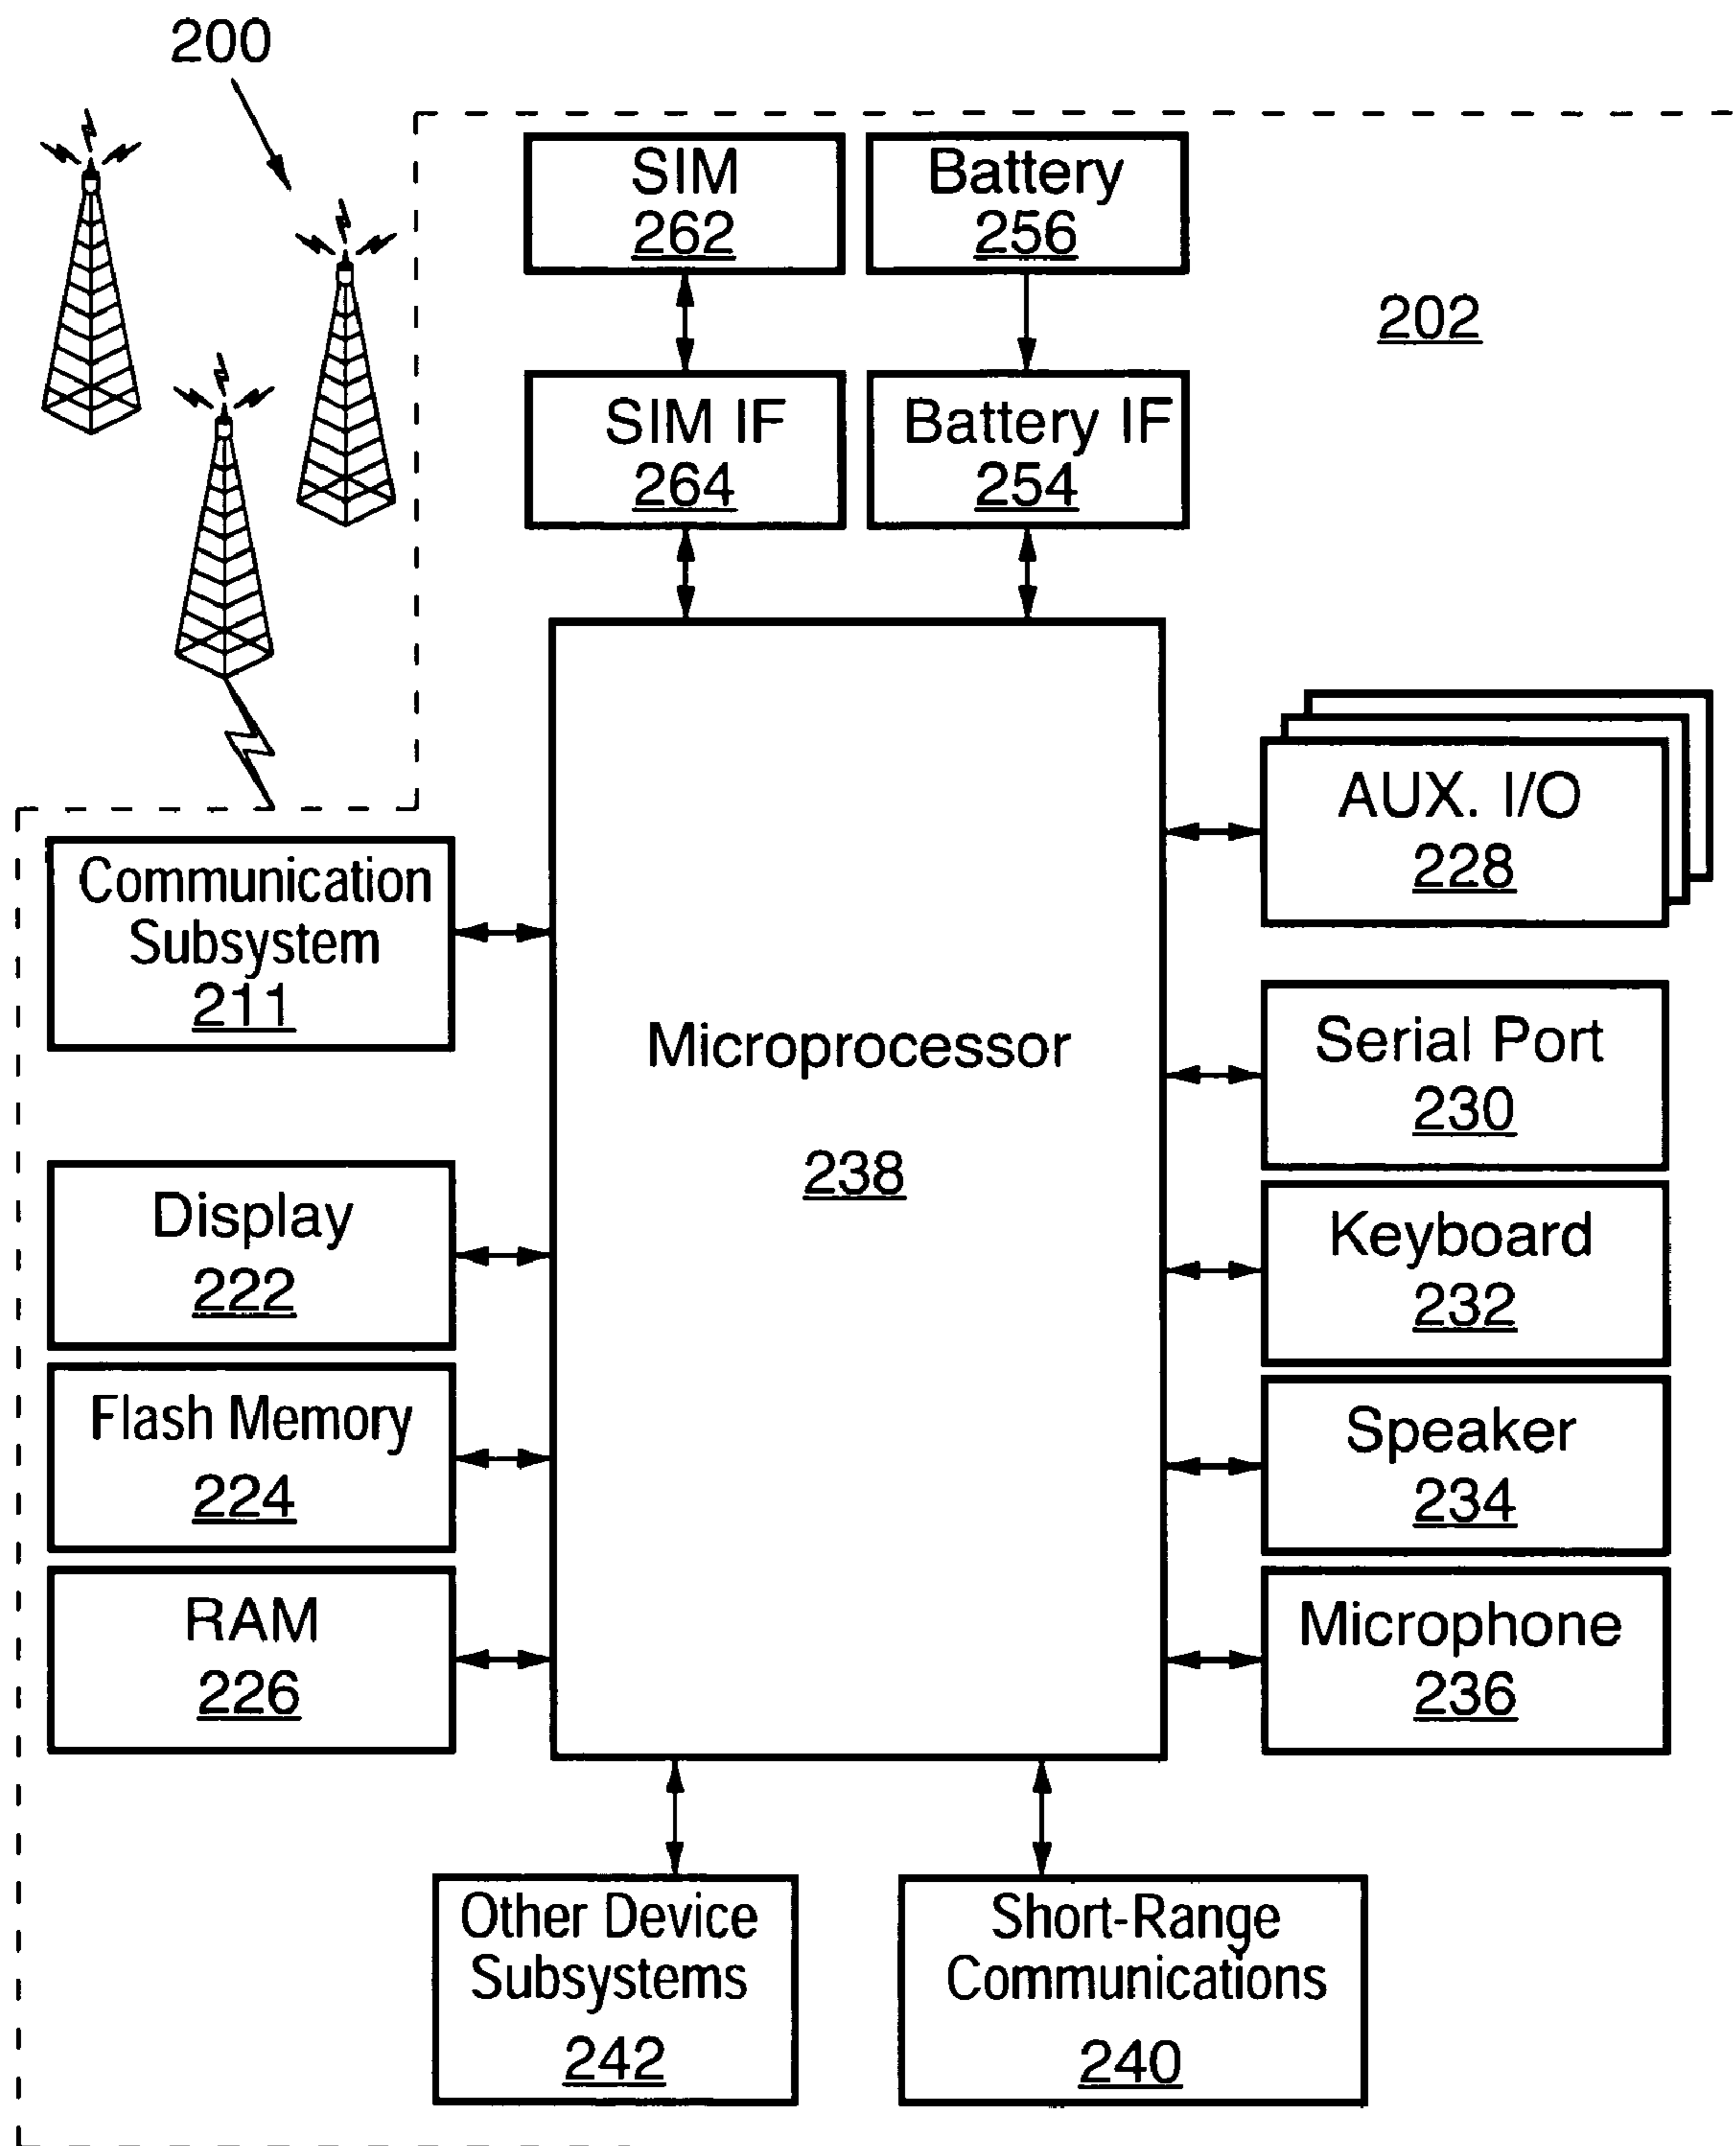 200
SIM
262
Battery
256
202
SIM IF
264
Battery IF
254
AUX. I/O
228
Communication
Subsystem
211
Microprocessor
238
Serial Port
230
Display
222
Keyboard
232
Flash Memory
224
Speaker
234
RAM
226
Microphone
236
Other Device
Subsystems
242
Short-Range
Communications
240